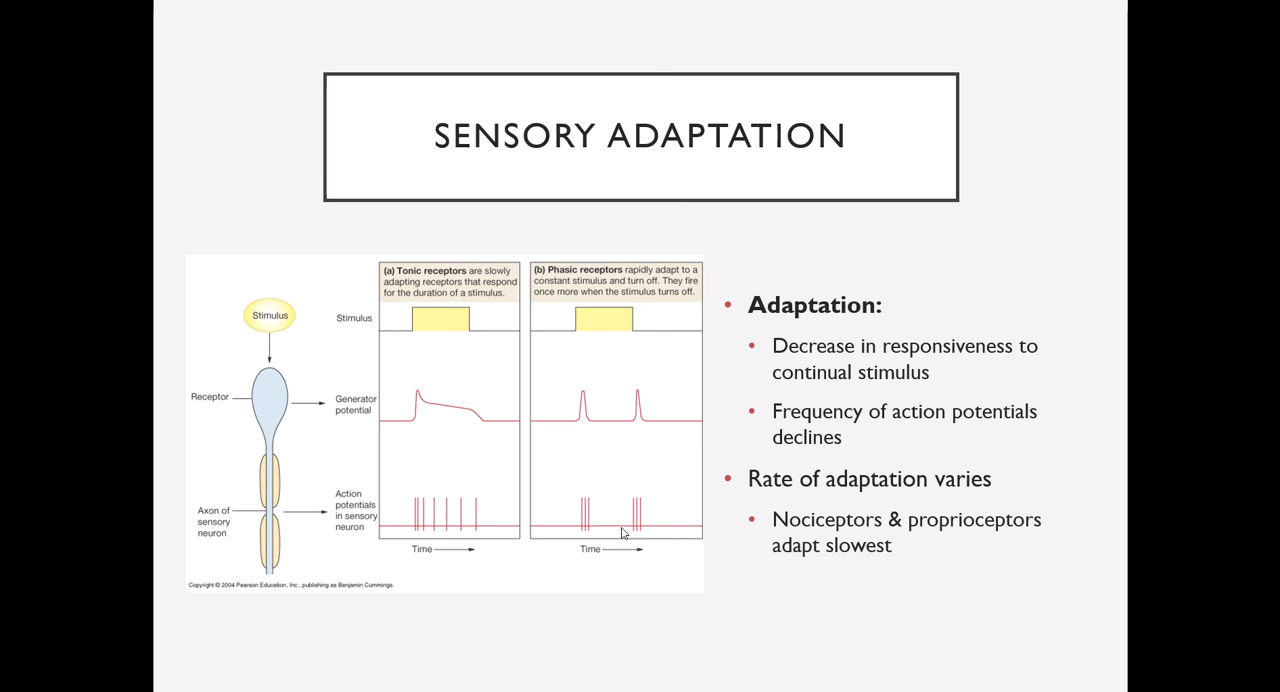 SENSORY ADAPTATION
(a) Tonic receptors are slowly
adapting receptors that respond
for the duration of a stimulus.
(b) Phasic receptors rapidly adapt to a
constant stimulus and turn off. They fire
once more when the stimulus turns off.
Stimulus
Stimulus
Receptor
Generator
potential
Axon of
sensory
neuron
Action
potentials
in sensory
neuron
Time
Time
Copyright © 2004 Pearson Education, Inc., publishing as Benjamin Cummings.
• Adaptation:
• Decrease in responsiveness to
continual stimulus
• Frequency of action potentials
declines
• Rate of adaptation varies
• Nociceptors & proprioceptors
adapt slowest